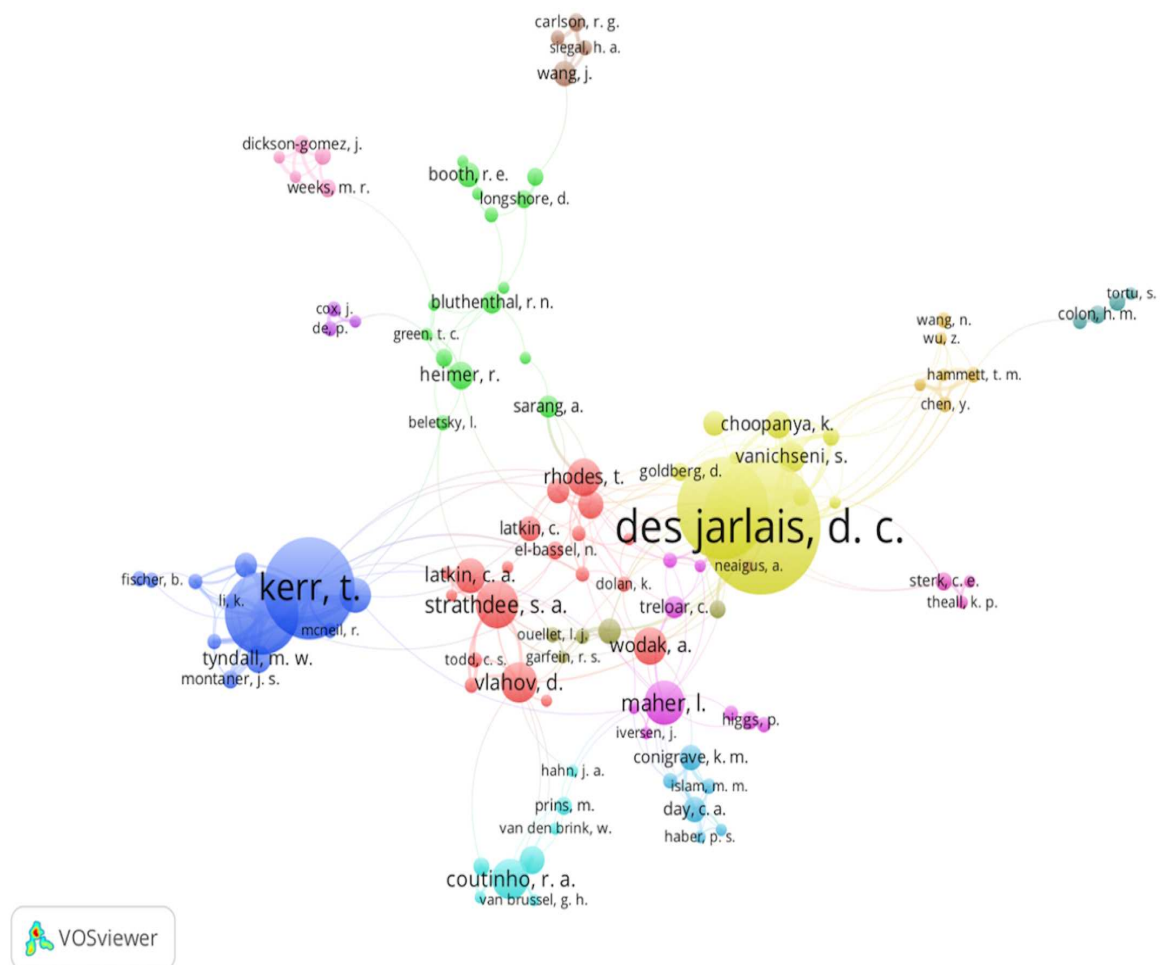 carlson, r. g.
siegal, h. a.
wang, j.
dickson-gomez, j.
weeks, m. r.
booth, r. e.
longshore, d.
cox, j.
de, p.
bluthenthal, r. n.
green, t. c.
heimer, r.
sarang, a.
beletsky, l.
tortu, s.
colon, h. m.
wang, n.
wu, z.
hammett, t. m.
chen, y.
choopanya, k.
vanichseni, s.
goldberg, d.
rhodes, t.
des jarlais, d. c.
latkin, c.
el-bassel, n.
neaigus, a.
dolan, k.
sterk, c. e.
theall, k. p.
fischer, b.
kerr, t.
li, k.
mcneil, r.
tyndall, m. w.
montaner, j. s.
latkin, c. a.
strathdee, s. a.
treloar, c.
ouellet, l. j.
wodak, a.
garfein, r. s.
todd, c. s.
vlahov, d.
maher, l.
higgs, p.
iversen, j.
conigrave, k. m.
islam, m. m.
day, c. a.
haber, p. s.
hahn, j. a.
prins, m.
van den brink, w.
coutinho, r. a.
van brussel, g. h.
VOSviewer